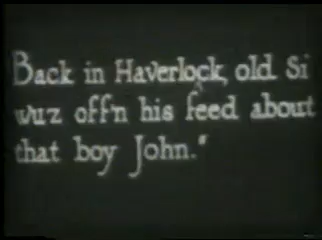 Back in Haverlock, old Si
wuz off'n his feed about
that boy John."